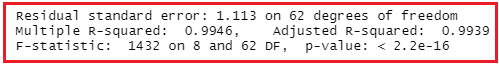 Residual standard error: 1.113 on 62 degrees of freedom
Multiple R-squared:  0.9946,    Adjusted R-squared:  0.9939
F-statistic:  1432 on 8 and 62 DF,  p-value: < 2.2e-16